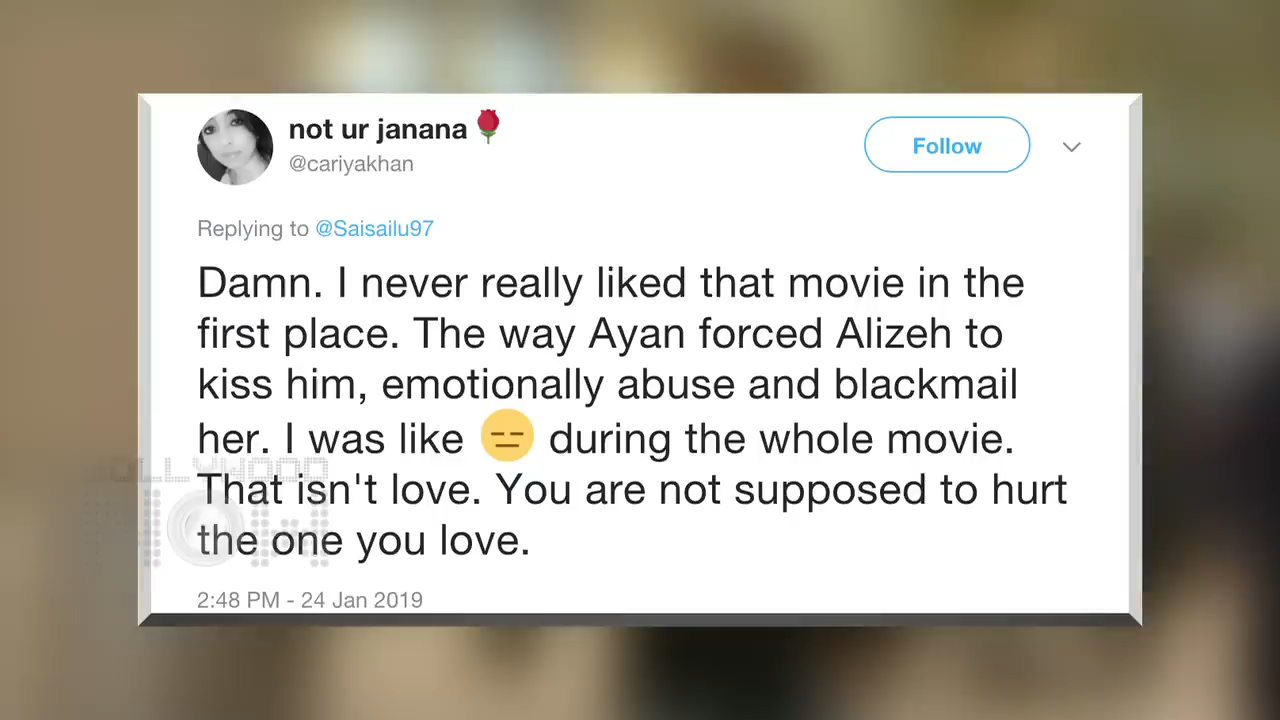 not ur janana🌹
@cariyakhan
Follow
Replying to @Saisailu97
Damn. I never really liked that movie in the
first place. The way Ayan forced Alizeh to
kiss him, emotionally abuse and blackmail
her. I was like 😑 during the whole movie.
That isn't love. You are not supposed to hurt
the one you love.
2:48 PM - 24 Jan 2019
BOLLYWOOD
NOW